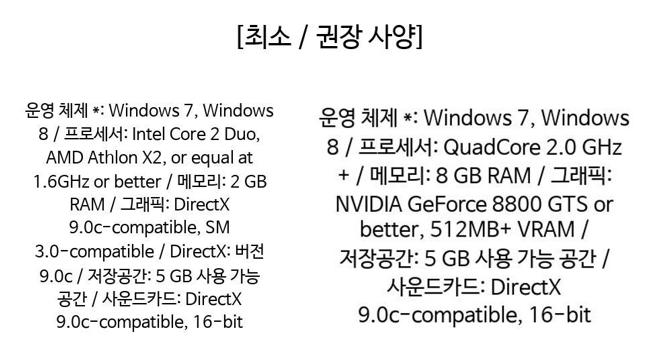 [최소 / 권장 사양]
운영 체제 *: Windows 7, Windows
8 / 프로세서: Intel Core 2 Duo,
AMD Athlon X2, or equal at
1.6GHz or better / 메모리: 2 GB
RAM / 그래픽: DirectX
9.0c-compatible, SM
3.0-compatible / DirectX: 버전
9.0c / 저장공간: 5 GB 사용 가능
공간 / 사운드카드: DirectX
9.0c-compatible, 16-bit
운영 체제 *: Windows 7, Windows
8 / 프로세서: QuadCore 2.0 GHz
+ / 메모리: 8 GB RAM / 그래픽:
NVIDIA GeForce 8800 GTS or
better, 512MB+ VRAM /
저장공간: 5 GB 사용 가능 공간 /
사운드카드: DirectX
9.0c-compatible, 16-bit